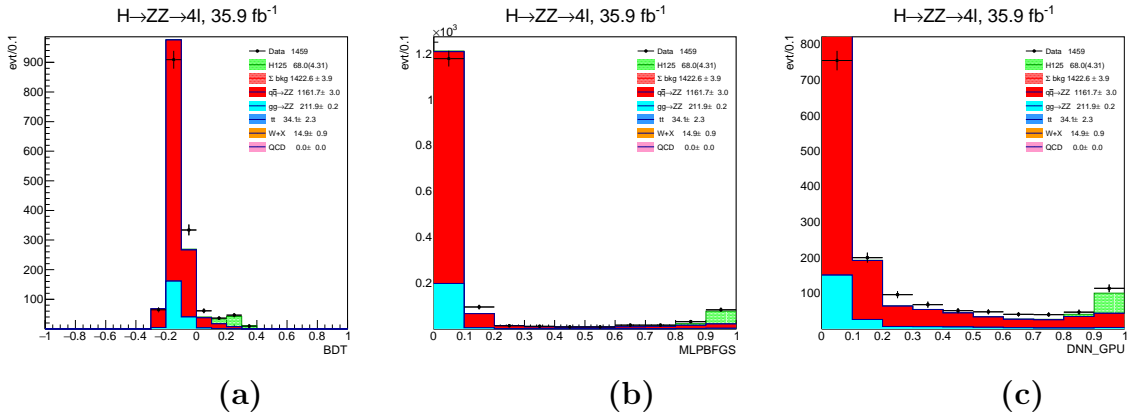 H→ZZ→4l, 35.9 fb⁻¹
evt/0.1
900
800
700
600
500
400
300
200
100
−1 −0.8 −0.6 −0.4 −0.2 0 0.2 0.4 0.6 0.8 1
BDT
Data 1459
H125 68.0(4.31)
Σ bkg 1422.6 ± 3.9
qq̄→ZZ 1161.7± 3.0
gg→ZZ 211.9± 0.2
tt 34.1± 2.3
W+X 14.9± 0.9
QCD 0.0± 0.0
(a)
H→ZZ→4l, 35.9 fb⁻¹
×10³
evt/0.1
1.2
1
0.8
0.6
0.4
0.2
0
0 0.1 0.2 0.3 0.4 0.5 0.6 0.7 0.8 0.9 1
MLPBFGS
Data 1459
H125 68.0(4.31)
Σ bkg 1422.6 ± 3.9
qq̄→ZZ 1161.7± 3.0
gg→ZZ 211.9± 0.2
tt 34.1± 2.3
W+X 14.9± 0.9
QCD 0.0± 0.0
(b)
H→ZZ→4l, 35.9 fb⁻¹
evt/0.1
800
700
600
500
400
300
200
100
0
0 0.1 0.2 0.3 0.4 0.5 0.6 0.7 0.8 0.9 1
DNN_GPU
Data 1459
H125 68.0(4.31)
Σ bkg 1422.6 ± 3.9
qq̄→ZZ 1161.7± 3.0
gg→ZZ 211.9± 0.2
tt 34.1± 2.3
W+X 14.9± 0.9
QCD 0.0± 0.0
(c)